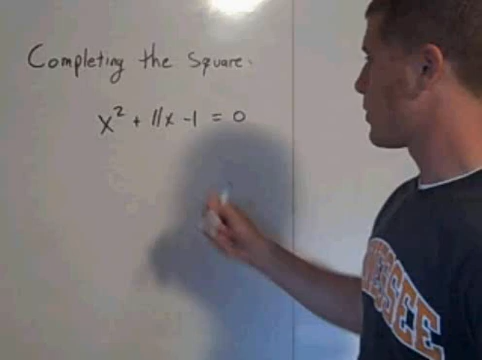 Completing the Square.
x² + 11x - 1 = 0